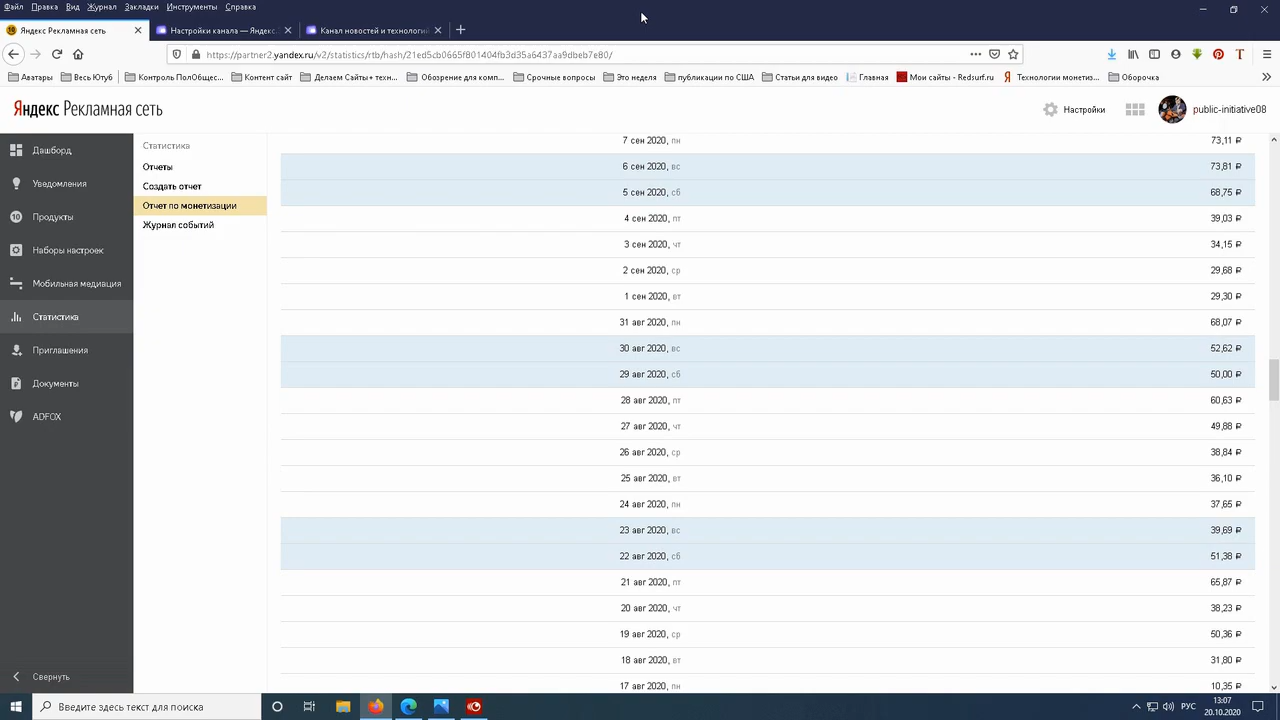 Файл Правка Вид Журнал Закладки Инструменты Справка
Яндекс Рекламная сеть
Настройки канала — Яндекс.
Канал новостей и технологий
https://partner2.yandex.ru/v2/statistics/rtb/hash/21ed5cb0665f801404fb3d35a6437aa9dbeb7e80/
Аватары Весь Ютуб Контроль ПолОбщес... Контент сайт Делаем Сайты+ техн... Обозрение для комп... Срочные вопросы Это неделя публикации по США Статьи для видео Главная Мои сайты - Redsurf.ru Технологии монетиз... Оборочка
Яндекс Рекламная сеть
Настройки
public-initiative08
Дашборд
Уведомления
Продукты
Наборы настроек
Мобильная медиация
Статистика
Приглашения
Документы
ADFOX
Свернуть
Статистика
Отчеты
Создать отчет
Отчет по монетизации
Журнал событий
7 сен 2020, пн 73,11 ₽
6 сен 2020, вс 73,81 ₽
5 сен 2020, сб 68,75 ₽
4 сен 2020, пт 39,03 ₽
3 сен 2020, чт 34,15 ₽
2 сен 2020, ср 29,68 ₽
1 сен 2020, вт 29,30 ₽
31 авг 2020, пн 68,07 ₽
30 авг 2020, вс 52,62 ₽
29 авг 2020, сб 50,00 ₽
28 авг 2020, пт 60,63 ₽
27 авг 2020, чт 49,88 ₽
26 авг 2020, ср 38,84 ₽
25 авг 2020, вт 36,10 ₽
24 авг 2020, пн 37,65 ₽
23 авг 2020, вс 39,69 ₽
22 авг 2020, сб 51,38 ₽
21 авг 2020, пт 65,87 ₽
20 авг 2020, чт 38,23 ₽
19 авг 2020, ср 50,36 ₽
18 авг 2020, вт 31,80 ₽
17 авг 2020, пн 10,35 ₽
Введите здесь текст для поиска
РУС
13:07
20.10.2020